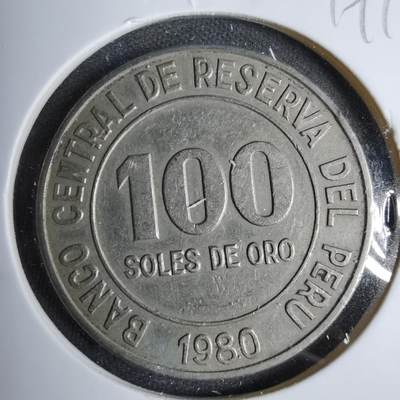 BANCO CENTRAL DE RESERVA DEL PERU
100
SOLES DE ORO
1980